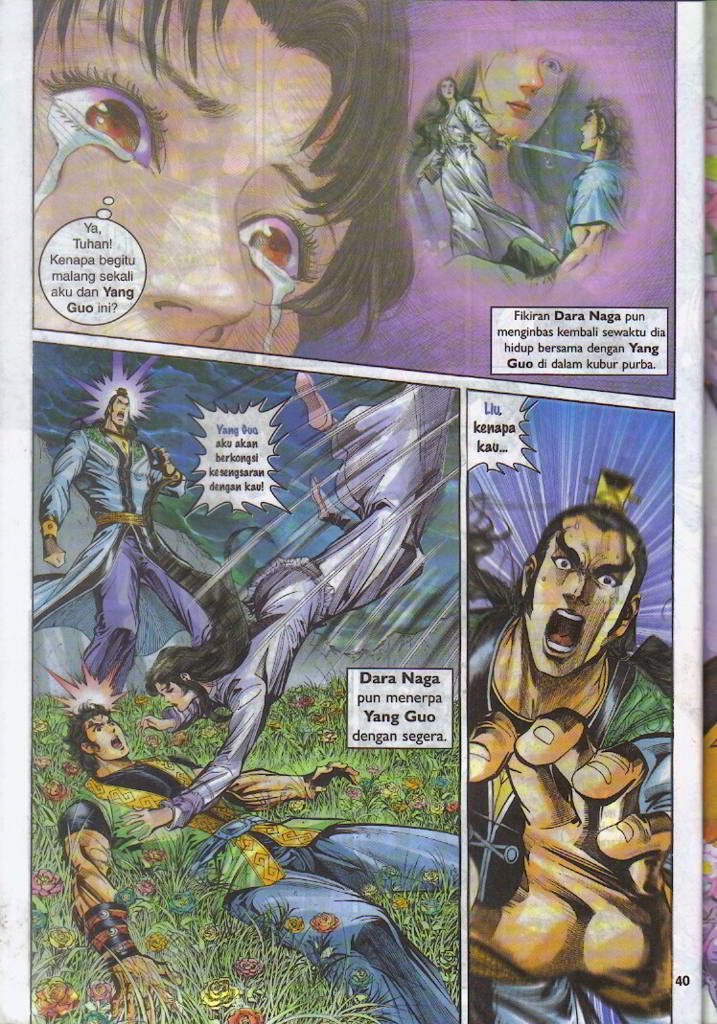 Ya,
Tuhan!
Kenapa begitu
malang sekali
aku dan Yang
Guo ini?
Fikiran Dara Naga pun
menginbas kembali sewaktu dia
hidup bersama dengan Yang
Guo di dalam kubur purba.
Yang Guo,
aku akan
berkongsi
kesengsaran
dengan kau!
Dara Naga
pun menerpa
Yang Guo
dengan segera.
Liu,
kenapa
kau...
40